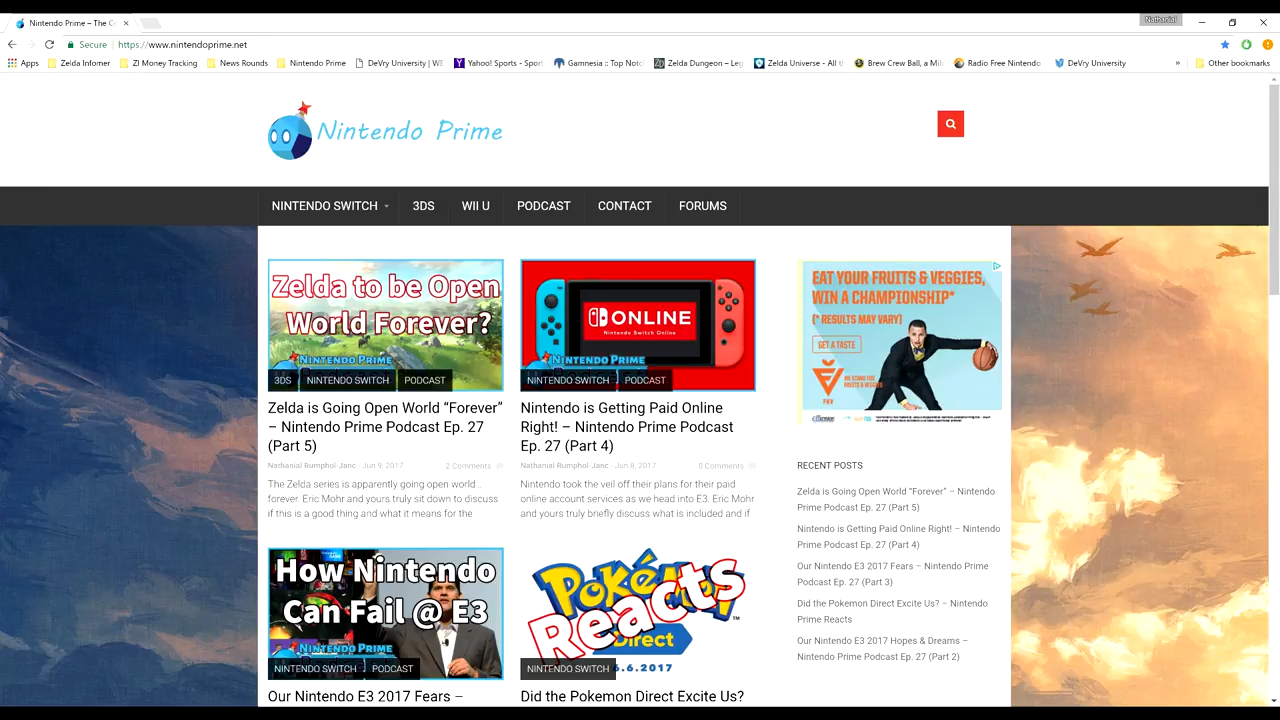 Nintendo Prime – The C
Nathanial
Secure
https://www.nintendoprime.net
Apps
Zelda Informer
ZI Money Tracking
News Rounds
Nintendo Prime
DeVry University | WE
Yahoo! Sports - Sport
Gamnesia :: Top Notc
Zelda Dungeon – Leg
Zelda Universe - All t
Brew Crew Ball, a Mil
Radio Free Nintendo
DeVry University
»
Other bookmarks
Nintendo Prime
NINTENDO SWITCH
3DS
WII U
PODCAST
CONTACT
FORUMS
Zelda to be Open
World Forever?
NINTENDO PRIME
3DS
NINTENDO SWITCH
PODCAST
Zelda is Going Open World “Forever”
– Nintendo Prime Podcast Ep. 27
(Part 5)
Nathanial Rumphol-Janc · Jun 9, 2017
2 Comments
The Zelda series is apparently going open world...
forever. Eric Mohr and yours truly sit down to discuss
if this is a good thing and what it means for the
ONLINE
Nintendo Switch Online
NINTENDO PRIME
NINTENDO SWITCH
PODCAST
Nintendo is Getting Paid Online
Right! – Nintendo Prime Podcast
Ep. 27 (Part 4)
Nathanial Rumphol-Janc · Jun 8, 2017
0 Comments
Nintendo took the veil off their plans for their paid
online account services as we head into E3. Eric Mohr
and yours truly briefly discuss what is included and if
EAT YOUR FRUITS & VEGGIES,
WIN A CHAMPIONSHIP*
(* RESULTS MAY VARY)
GET A TASTE
FNV
WE STAND FOR
FRUITS & VEGGIES
RECENT POSTS
Zelda is Going Open World “Forever” – Nintendo
Prime Podcast Ep. 27 (Part 5)
Nintendo is Getting Paid Online Right! – Nintendo
Prime Podcast Ep. 27 (Part 4)
Our Nintendo E3 2017 Fears – Nintendo Prime
Podcast Ep. 27 (Part 3)
Did the Pokemon Direct Excite Us? – Nintendo
Prime Reacts
Our Nintendo E3 2017 Hopes & Dreams –
Nintendo Prime Podcast Ep. 27 (Part 2)
How Nintendo
Can Fail @ E3
NINTENDO PRIME
NINTENDO SWITCH
PODCAST
Our Nintendo E3 2017 Fears –
POKéMON
Reacts
Direct
6.6.2017
NINTENDO SWITCH
Did the Pokemon Direct Excite Us?